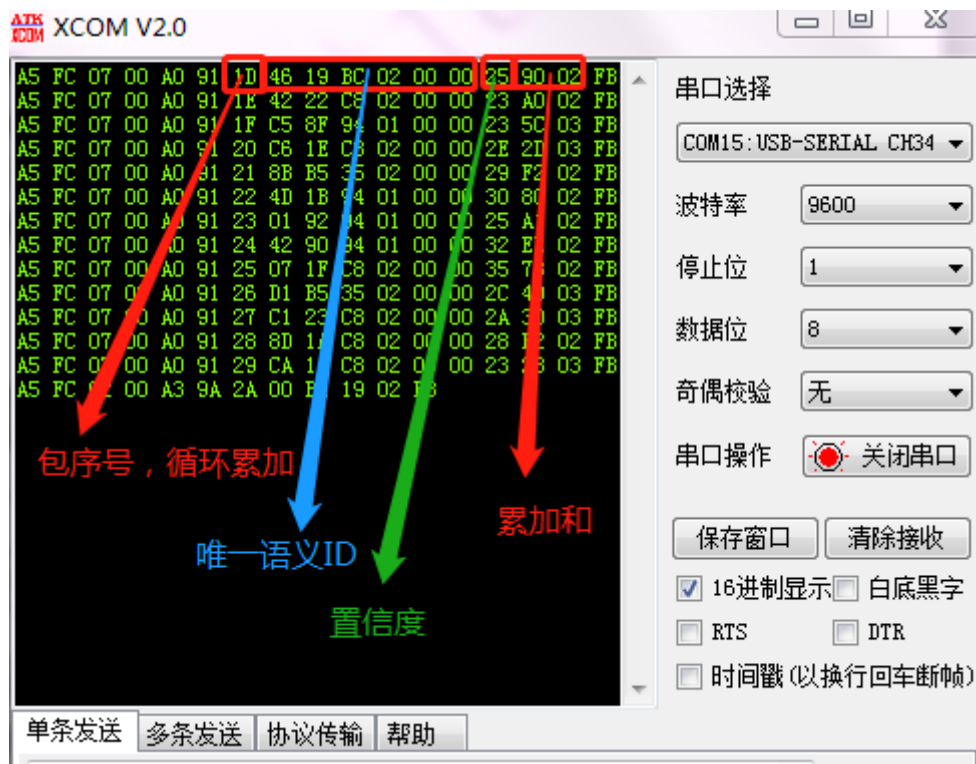 XCOM V2.0
A5 FC 07 00 A0 91 1D 46 19 BC 02 00 00 25 90 02 FB
A5 FC 07 00 A0 91 1E 42 22 C8 02 00 00 23 A0 02 FB
A5 FC 07 00 A0 91 1F C5 8F 94 01 00 00 23 5C 03 FB
A5 FC 07 00 A0 91 20 C6 1E C8 02 00 00 2E 2D 03 FB
A5 FC 07 00 A0 91 21 8B B5 35 02 00 00 29 F2 02 FB
A5 FC 07 00 A0 91 22 4D 1B 94 01 00 00 30 80 02 FB
A5 FC 07 00 A0 91 23 01 92 94 01 00 00 25 A1 02 FB
A5 FC 07 00 A0 91 24 42 90 94 01 00 00 32 EE 02 FB
A5 FC 07 00 A0 91 25 07 1F C8 02 00 00 35 7B 02 FB
A5 FC 07 00 A0 91 26 D1 B5 35 02 00 00 2C 40 03 FB
A5 FC 07 00 A0 91 27 C1 23 C8 02 00 00 2A 30 03 FB
A5 FC 07 00 A0 91 28 8D 1A C8 02 00 00 28 F2 02 FB
A5 FC 07 00 A0 91 29 CA C8 02 00 00 23 03 FB
A5 FC 00 A3 9A 2A 00 B2 19 02 FB
包序号，循环累加
唯一语义ID
置信度
累加和
串口选择
COM15:USB-SERIAL CH34
波特率 9600
停止位 1
数据位 8
奇偶校验 无
串口操作 关闭串口
保存窗口 清除接收
16进制显示 白底黑字
RTS DTR
时间戳(以换行回车断帧)
单条发送 多条发送 协议传输 帮助